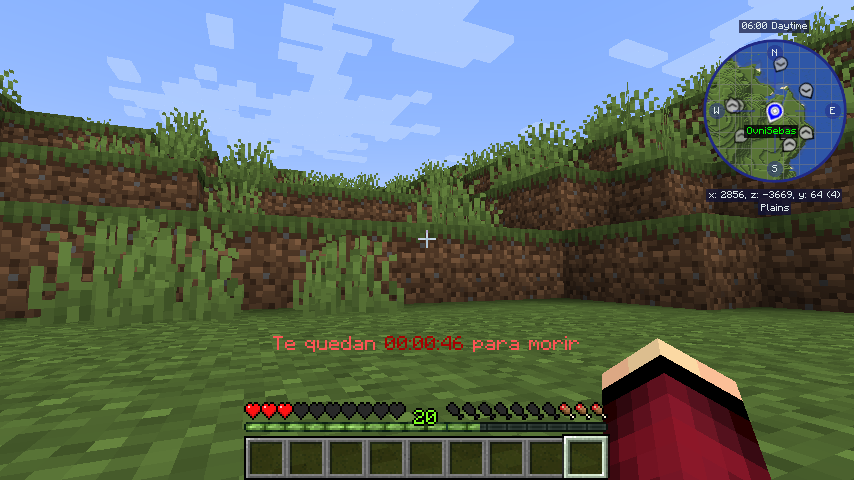 06:00 Daytime
N
W
E
OvniSebas
S
x: 2856, z: -3669, y: 64 (4)
Plains
Te quedan 00:00:46 para morir
20